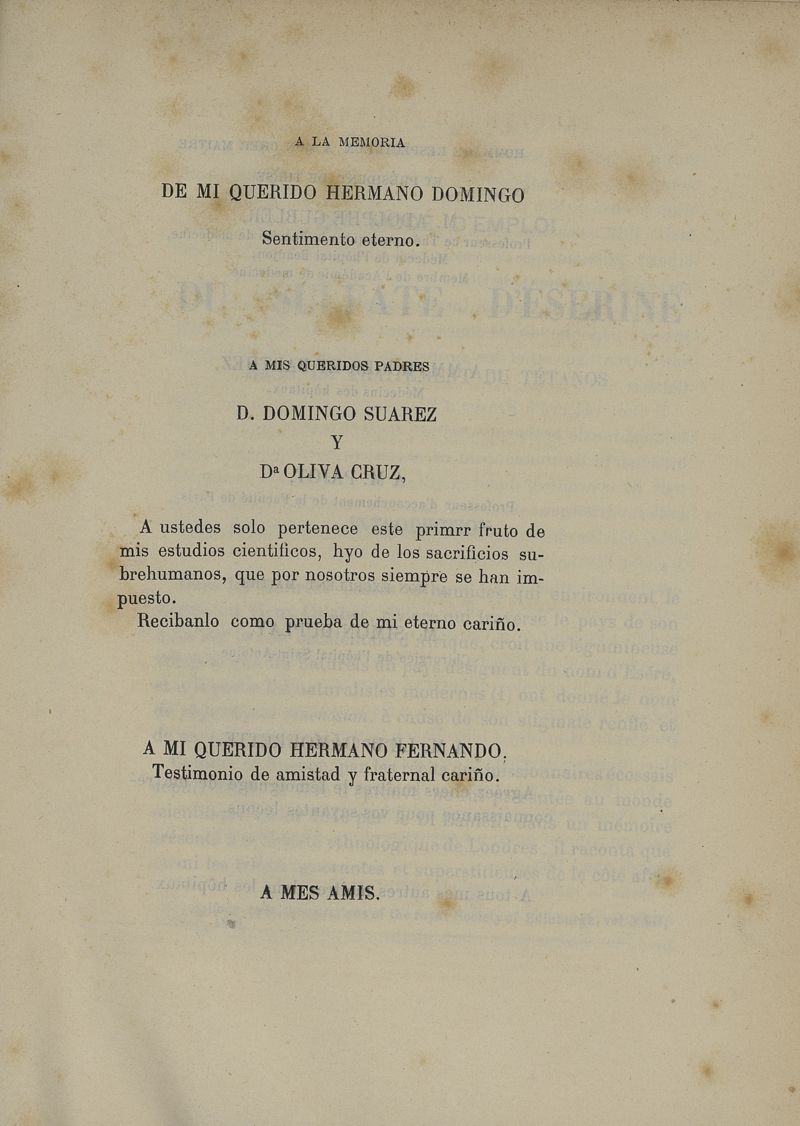 A LA MEMORIA
DE MI QUERIDO HERMANO DOMINGO
Sentimento eterno.
A MIS QUERIDOS PADRES
D. DOMINGO SUAREZ
Y
Dª OLIVA CRUZ,
A ustedes solo pertenece este primrr fruto de
mis estudios cientificos, hyo de los sacrificios su-
brehumanos, que por nosotros siempre se han im-
puesto.
Recibanlo como prueba de mi eterno cariño.
A MI QUERIDO HERMANO FERNANDO.
Testimonio de amistad y fraternal cariño.
A MES AMIS.